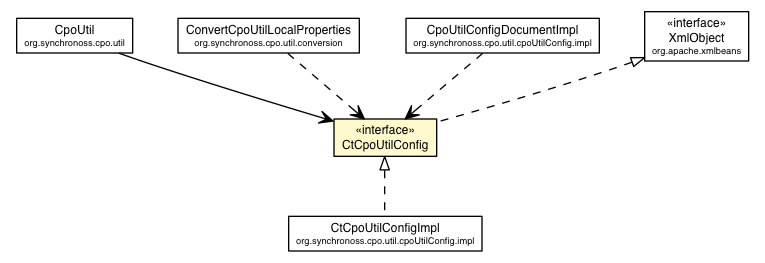 CpoUtil
org.synchronoss.cpo.util
ConvertCpoUtilLocalProperties
org.synchronoss.cpo.util.conversion
CpoUtilConfigDocumentImpl
org.synchronoss.cpo.util.cpoUtilConfig.impl
«interface»
XmlObject
org.apache.xmlbeans
«interface»
CtCpoUtilConfig
CtCpoUtilConfigImpl
org.synchronoss.cpo.util.cpoUtilConfig.impl